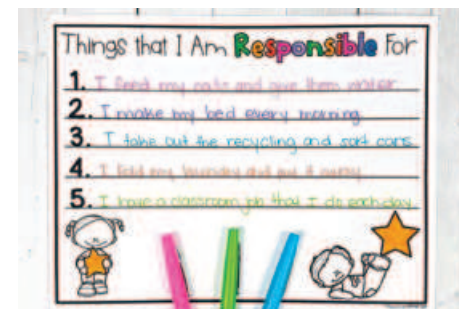 Things that I Am Responsible For
1. I feed my cats and give them water.
2. I make my bed every morning.
3. I take out the recycling and sort cans.
4. I fold my laundry and put it away.
5. I have a classroom job that I do each day.